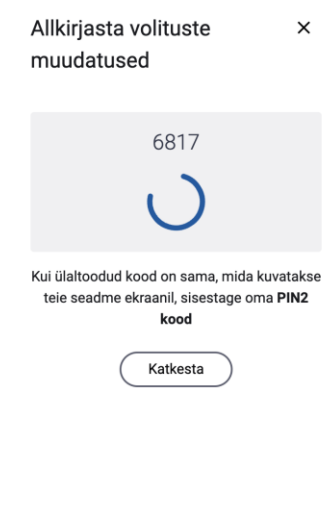 Allkirjasta volituste
muudatused
6817
Kui ülaltoodud kood on sama, mida kuvatakse
teie seadme ekraanil, sisestage oma PIN2
kood
Katkesta